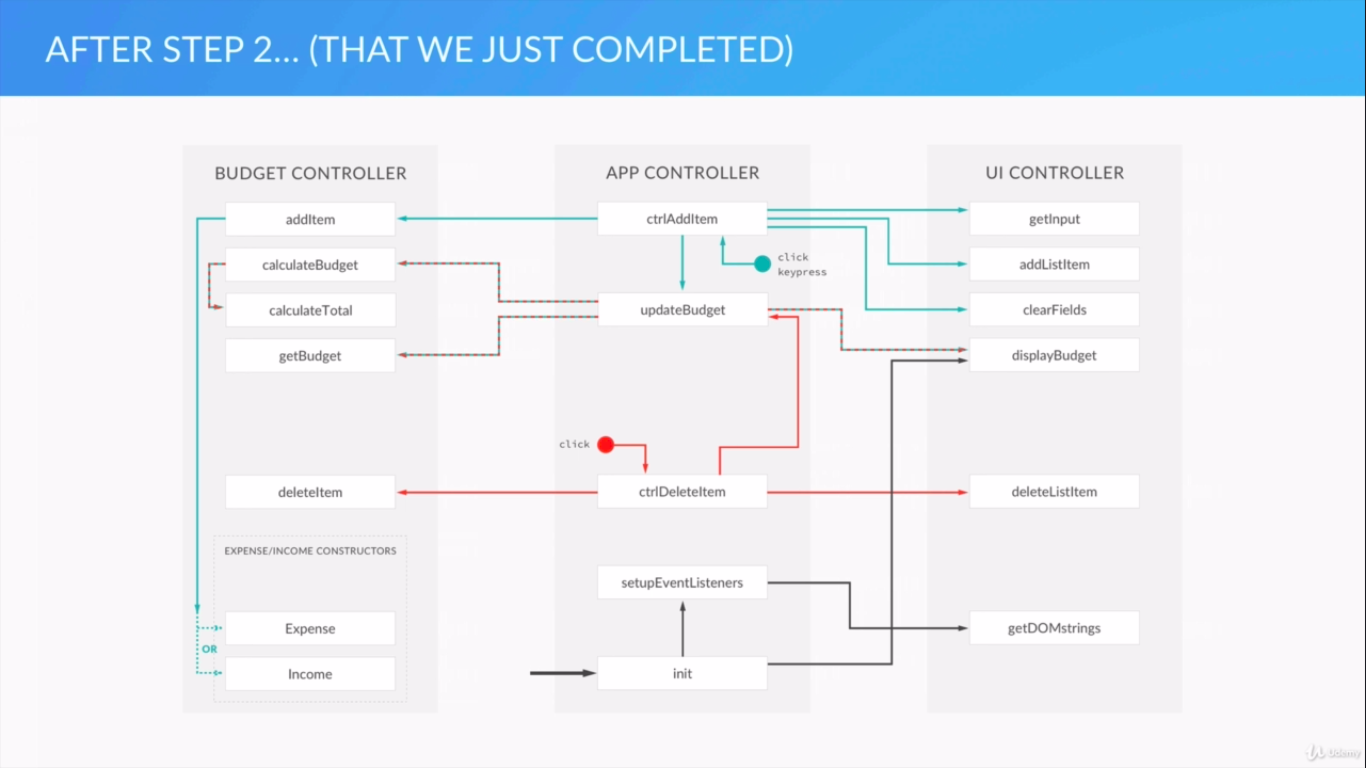 AFTER STEP 2... (THAT WE JUST COMPLETED)
BUDGET CONTROLLER
addItem
calculateBudget
calculateTotal
getBudget
deleteItem
EXPENSE/INCOME CONSTRUCTORS
Expense
OR
Income
APP CONTROLLER
ctrlAddItem
click
keypress
updateBudget
click
ctrlDeleteItem
setupEventListeners
init
UI CONTROLLER
getInput
addListItem
clearFields
displayBudget
deleteListItem
getDOMstrings
Udemy